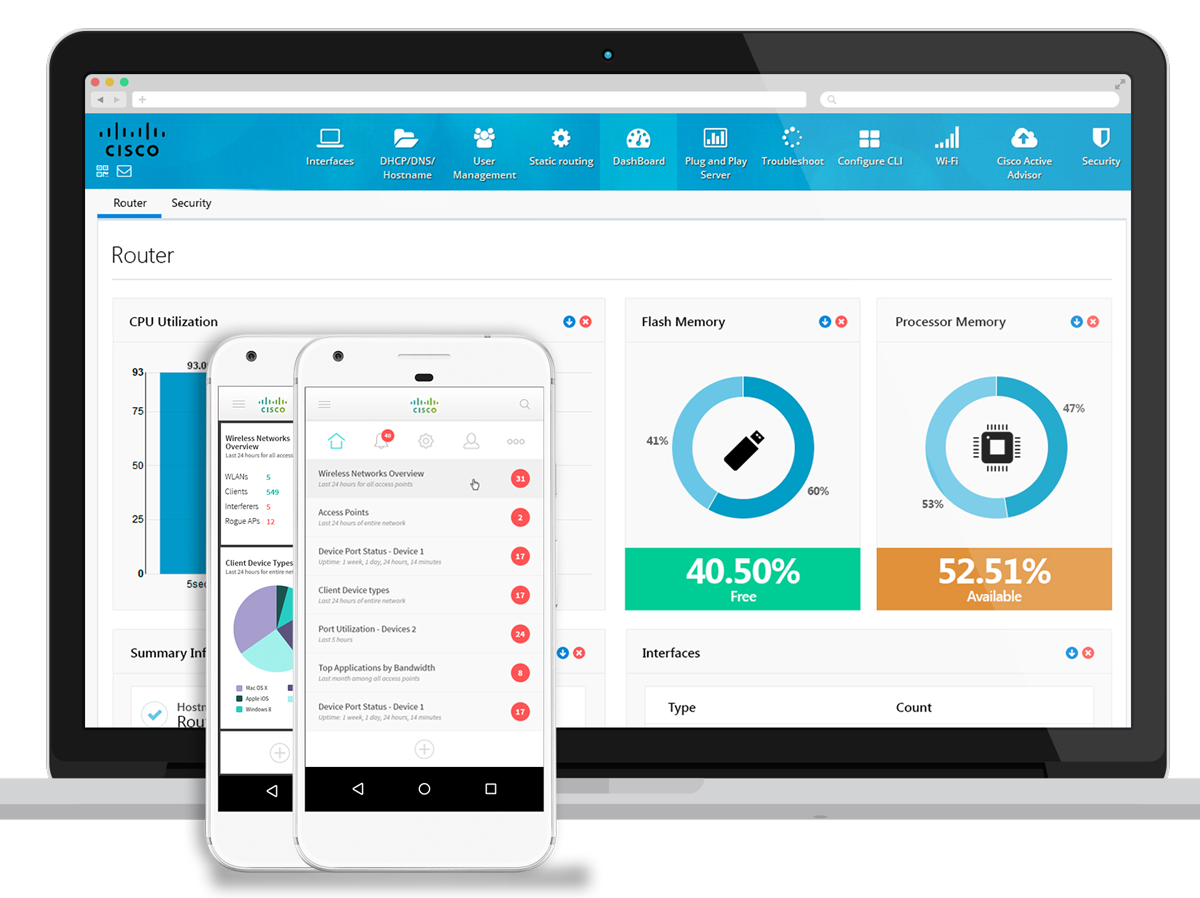 CISCO
Interfaces
DHCP/DNS/
Hostname
User
Management
Static routing
DashBoard
Plug and Play
Server
Troubleshoot
Configure CLI
Wi-Fi
Cisco Active
Advisor
Security
Router
Security
Router
CPU Utilization
93
75
50
25
0
Flash Memory
41%
60%
40.50%
Free
Processor Memory
47%
53%
52.51%
Available
Interfaces
Type
Count
Summary
CISCO
Wireless Networks
Overview
Last 24 hours for all access
WLANs 5
Clients 549
Interferers 5
Rogue APs 12
Client Device Types
Last 24 hours for entire
Mac OS X
Apple iOS
Windows 8
CISCO
40
Wireless Networks Overview
Last 24 hours for all access points
31
Access Points
Last 24 hours of entire network
2
Device Port Status - Device 1
Uptime: 1 week, 1 day, 24 hours, 14 minutes
17
Client Device types
Last 24 hours of entire network
17
Port Utilization - Devices 2
Last 5 hours
24
Top Applications by Bandwidth
Last month among all access points
8
Device Port Status - Device 1
Uptime: 1 week, 1 day, 24 hours, 14 minutes
17